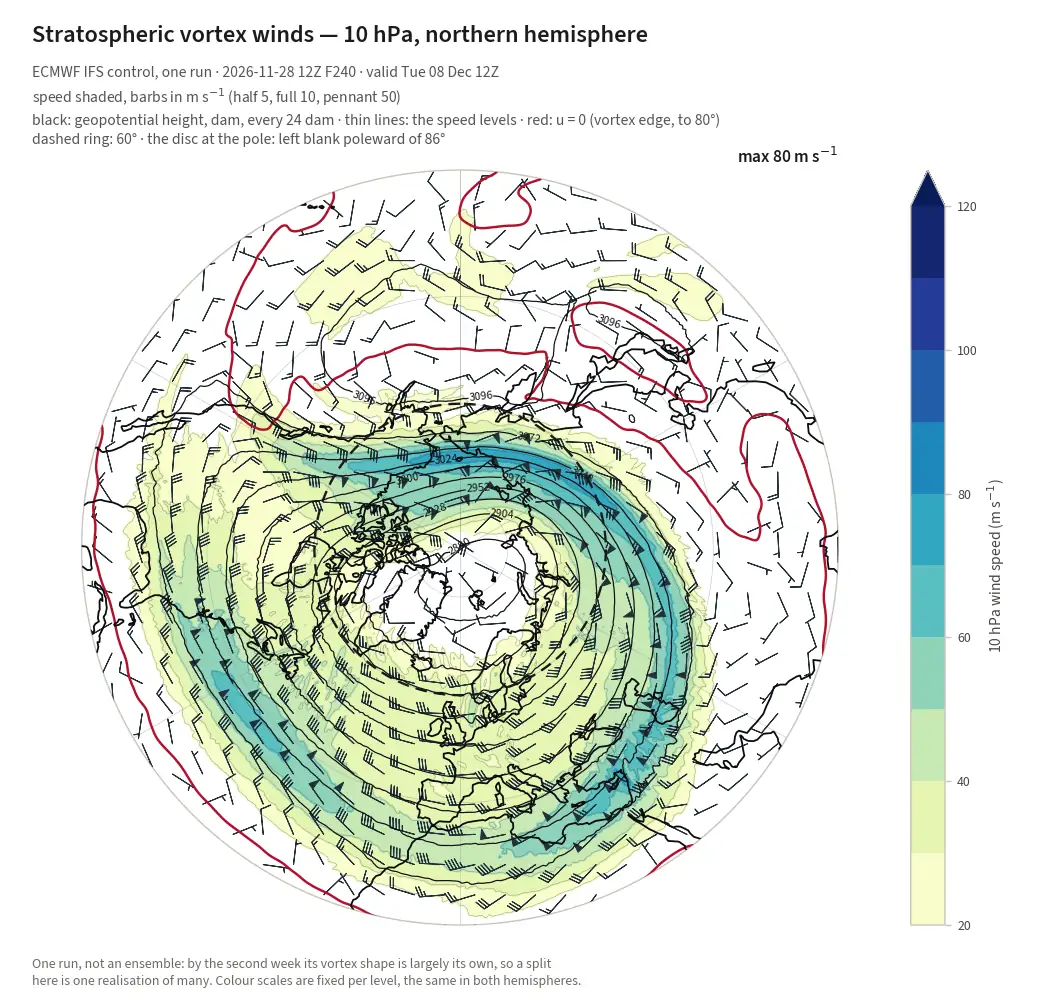 Stratospheric vortex winds — 10 hPa, northern hemisphere
ECMWF IFS control, one run · 2026-11-28 12Z F240 · valid Tue 08 Dec 12Z
speed shaded, barbs in m s⁻¹ (half 5, full 10, pennant 50)
black: geopotential height, dam, every 24 dam · thin lines: the speed levels · red: u = 0 (vortex edge, to 80°)
dashed ring: 60° · the disc at the pole: left blank poleward of 86°
max 80 m s⁻¹
120
100
80
60
40
20
10 hPa wind speed (m s⁻¹)
3096
3096
3024
2976
2952
2928
2904
One run, not an ensemble: by the second week its vortex shape is largely its own, so a split
here is one realisation of many. Colour scales are fixed per level, the same in both hemispheres.